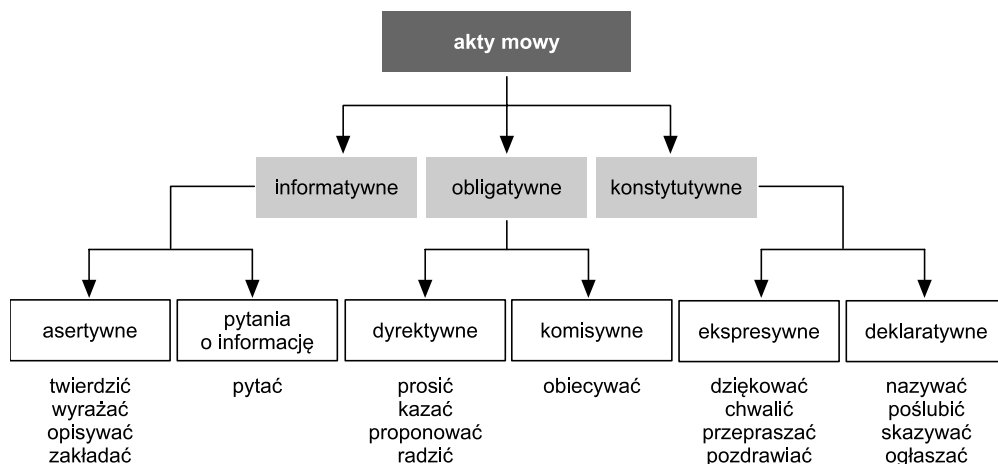 akty mowy
informatywne
obligatywne
konstytutywne
asertywne
pytania
o informację
dyrektywne
komisywne
ekspresywne
deklaratywne
twierdzić
wyrażać
opisywać
zakładać
pytać
prosić
kazać
proponować
radzić
obiecywać
dziękować
chwalić
przepraszać
pozdrawiać
nazywać
poślubić
skazywać
ogłaszać